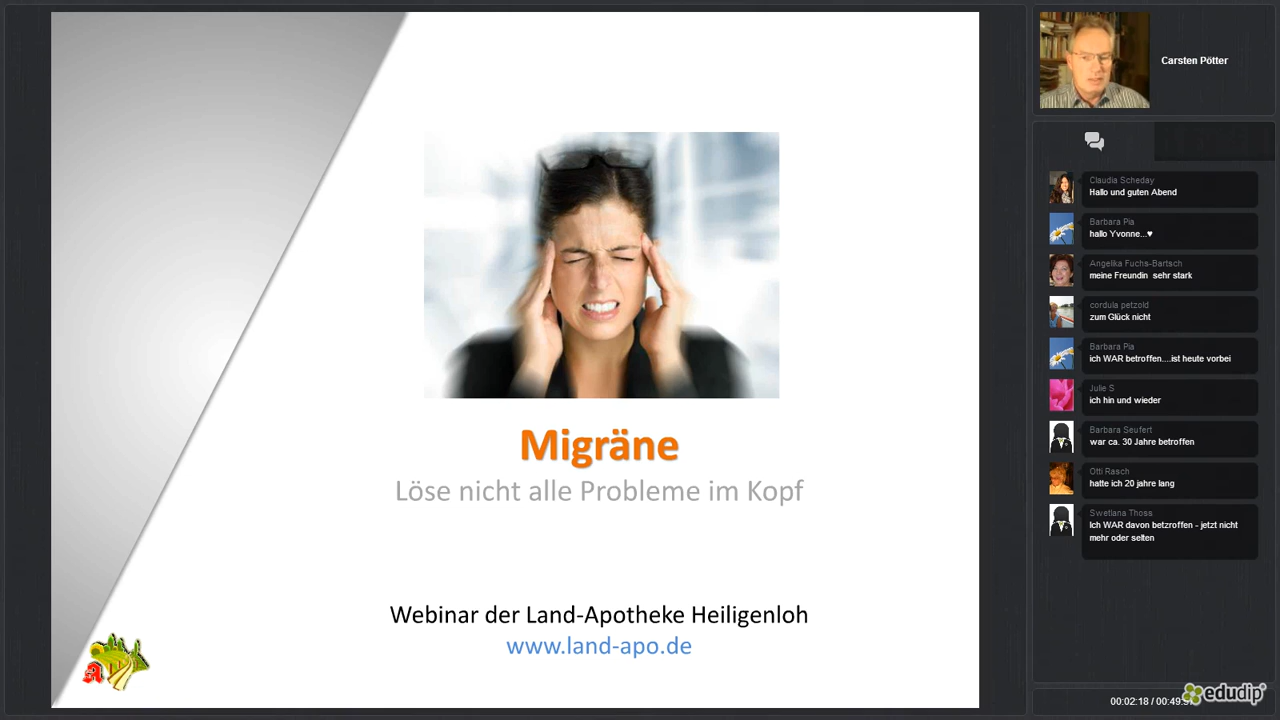 Migräne
Löse nicht alle Probleme im Kopf
Webinar der Land-Apotheke Heiligenloh
www.land-apo.de
A
Carsten Pötter
Claudia Scheday
Hallo und guten Abend
Barbara Pia
hallo Yvonne...♥
Angelika Fuchs-Bartsch
meine Freundin sehr stark
cordula petzold
zum Glück nicht
Barbara Pia
ich WAR betroffen....ist heute vorbei
Julie S
ich hin und wieder
Barbara Seufert
war ca. 30 Jahre betroffen
Otti Rasch
hatte ich 20 jahre lang
Swetlana Thoss
Ich WAR davon betzroffen - jetzt nicht
mehr oder selten
00:02:18 /
edudip